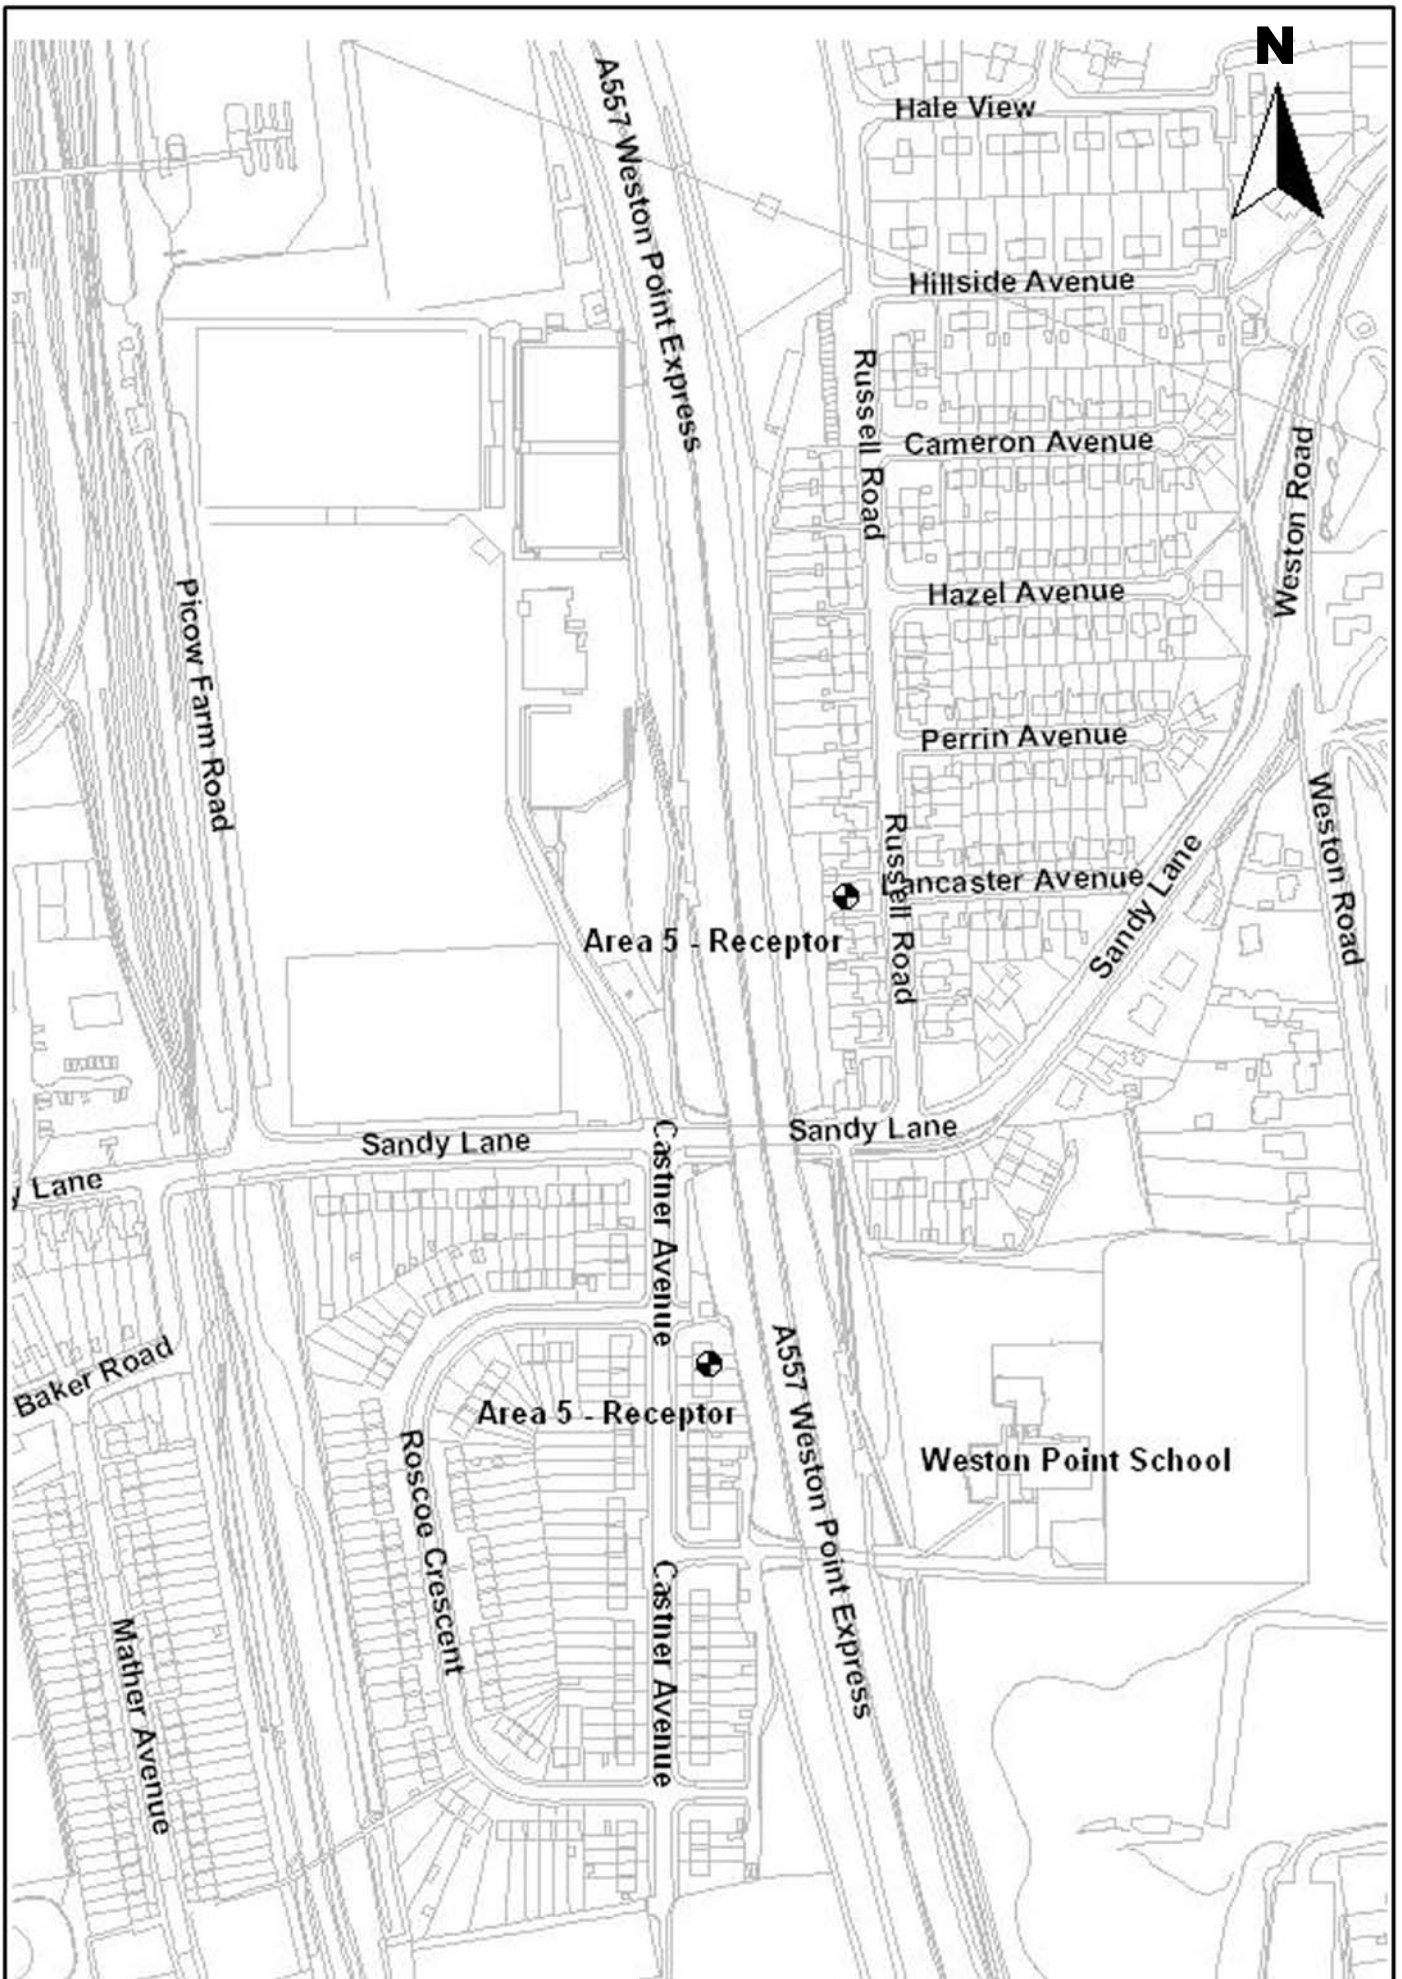 N
A557 Weston Point Express
Hale View
Hillside Avenue
Russell Road
Cameron Avenue
Weston Road
Hazel Avenue
Picow Farm Road
Perrin Avenue
Weston Road
Russell Road
Lancaster Avenue
Sandy Lane
Area 5 - Receptor
Sandy Lane
Sandy Lane
Castner Avenue
y Lane
A557 Weston Point Express
Baker Road
Area 5 - Receptor
Roscoe Crescent
Weston Point School
Castner Avenue
Mather Avenue